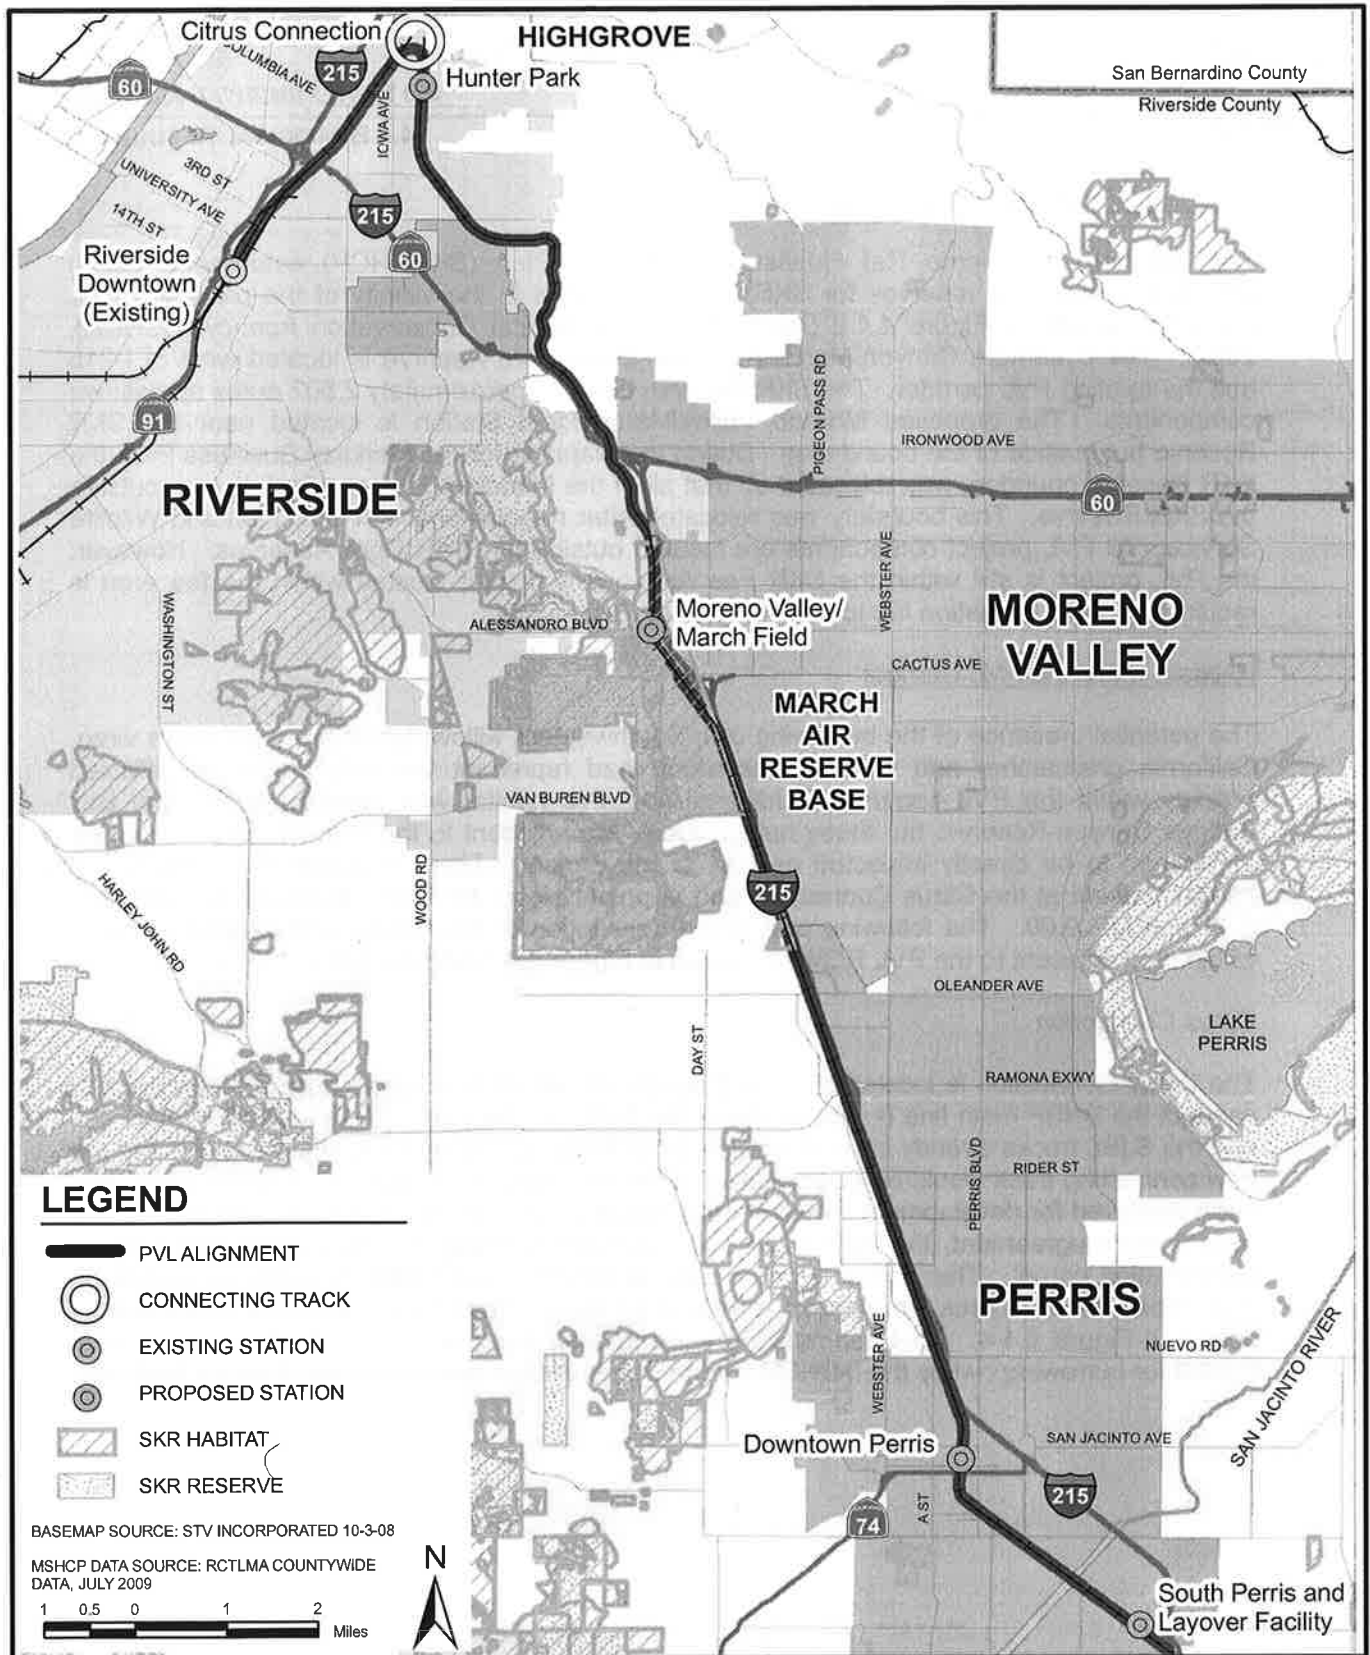 Citrus Connection
HIGHGROVE
COLUMBIA AVE
215
60
Hunter Park
San Bernardino County
Riverside County
IOWA AVE
3RD ST
UNIVERSITY AVE
14TH ST
215
60
Riverside
Downtown
(Existing)
91
PIGEON PASS RD
IRONWOOD AVE
60
RIVERSIDE
WEBSTER AVE
MORENO
VALLEY
Moreno Valley/
March Field
ALESSANDRO BLVD
WASHINGTON ST
CACTUS AVE
MARCH
AIR
RESERVE
BASE
VAN BUREN BLVD
WOOD RD
HARLEY JOHN RD
215
OLEANDER AVE
LAKE
PERRIS
DAY ST
RAMONA EXWY
PERRIS BLVD
RIDER ST
PERRIS
NUEVO RD
SAN JACINTO RIVER
WEBSTER AVE
Downtown Perris
SAN JACINTO AVE
215
74
A ST
South Perris and
Layover Facility
LEGEND
PVL ALIGNMENT
CONNECTING TRACK
EXISTING STATION
PROPOSED STATION
SKR HABITAT
SKR RESERVE
BASEMAP SOURCE: STV INCORPORATED 10-3-08
MSHCP DATA SOURCE: RCTLMA COUNTYWIDE
DATA, JULY 2009
N
1 0.5 0 1 2
Miles